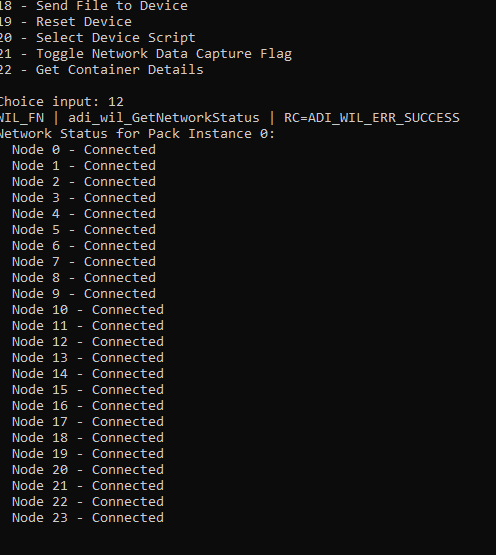 18 - Send File to Device
19 - Reset Device
20 - Select Device Script
21 - Toggle Network Data Capture Flag
22 - Get Container Details
Choice input: 12
WIL_FN | adi_wil_GetNetworkStatus | RC=ADI_WIL_ERR_SUCCESS
Network Status for Pack Instance 0:
Node 0 - Connected
Node 1 - Connected
Node 2 - Connected
Node 3 - Connected
Node 4 - Connected
Node 5 - Connected
Node 6 - Connected
Node 7 - Connected
Node 8 - Connected
Node 9 - Connected
Node 10 - Connected
Node 11 - Connected
Node 12 - Connected
Node 13 - Connected
Node 14 - Connected
Node 15 - Connected
Node 16 - Connected
Node 17 - Connected
Node 18 - Connected
Node 19 - Connected
Node 20 - Connected
Node 21 - Connected
Node 22 - Connected
Node 23 - Connected